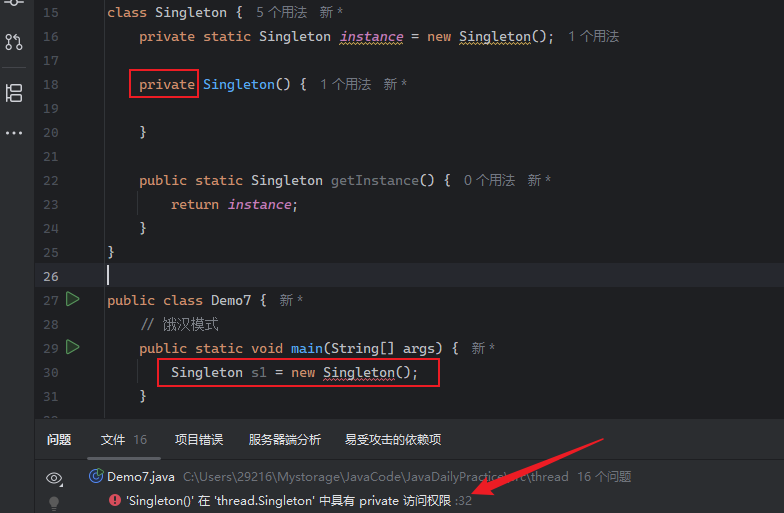 15 class Singleton { 5 个用法 新 *
16 private static Singleton instance = new Singleton(); 1 个用法
17
18 private Singleton() { 1 个用法 新 *
19
20 }
21
22 public static Singleton getInstance() { 0 个用法 新 *
23 return instance;
24 }
25 }
26
27 public class Demo7 { 新 *
28 // 饿汉模式
29 public static void main(String[] args) { 新 *
30 Singleton s1 = new Singleton();
31 }
问题 文件 16 项目错误 服务器端分析 易受攻击的依赖项
Demo7.java C:\Users\29216\Mystorage\JavaCode\JavaDailyPractice\src\thread 16 个问题
'Singleton()' 在 'thread.Singleton' 中具有 private 访问权限 :32